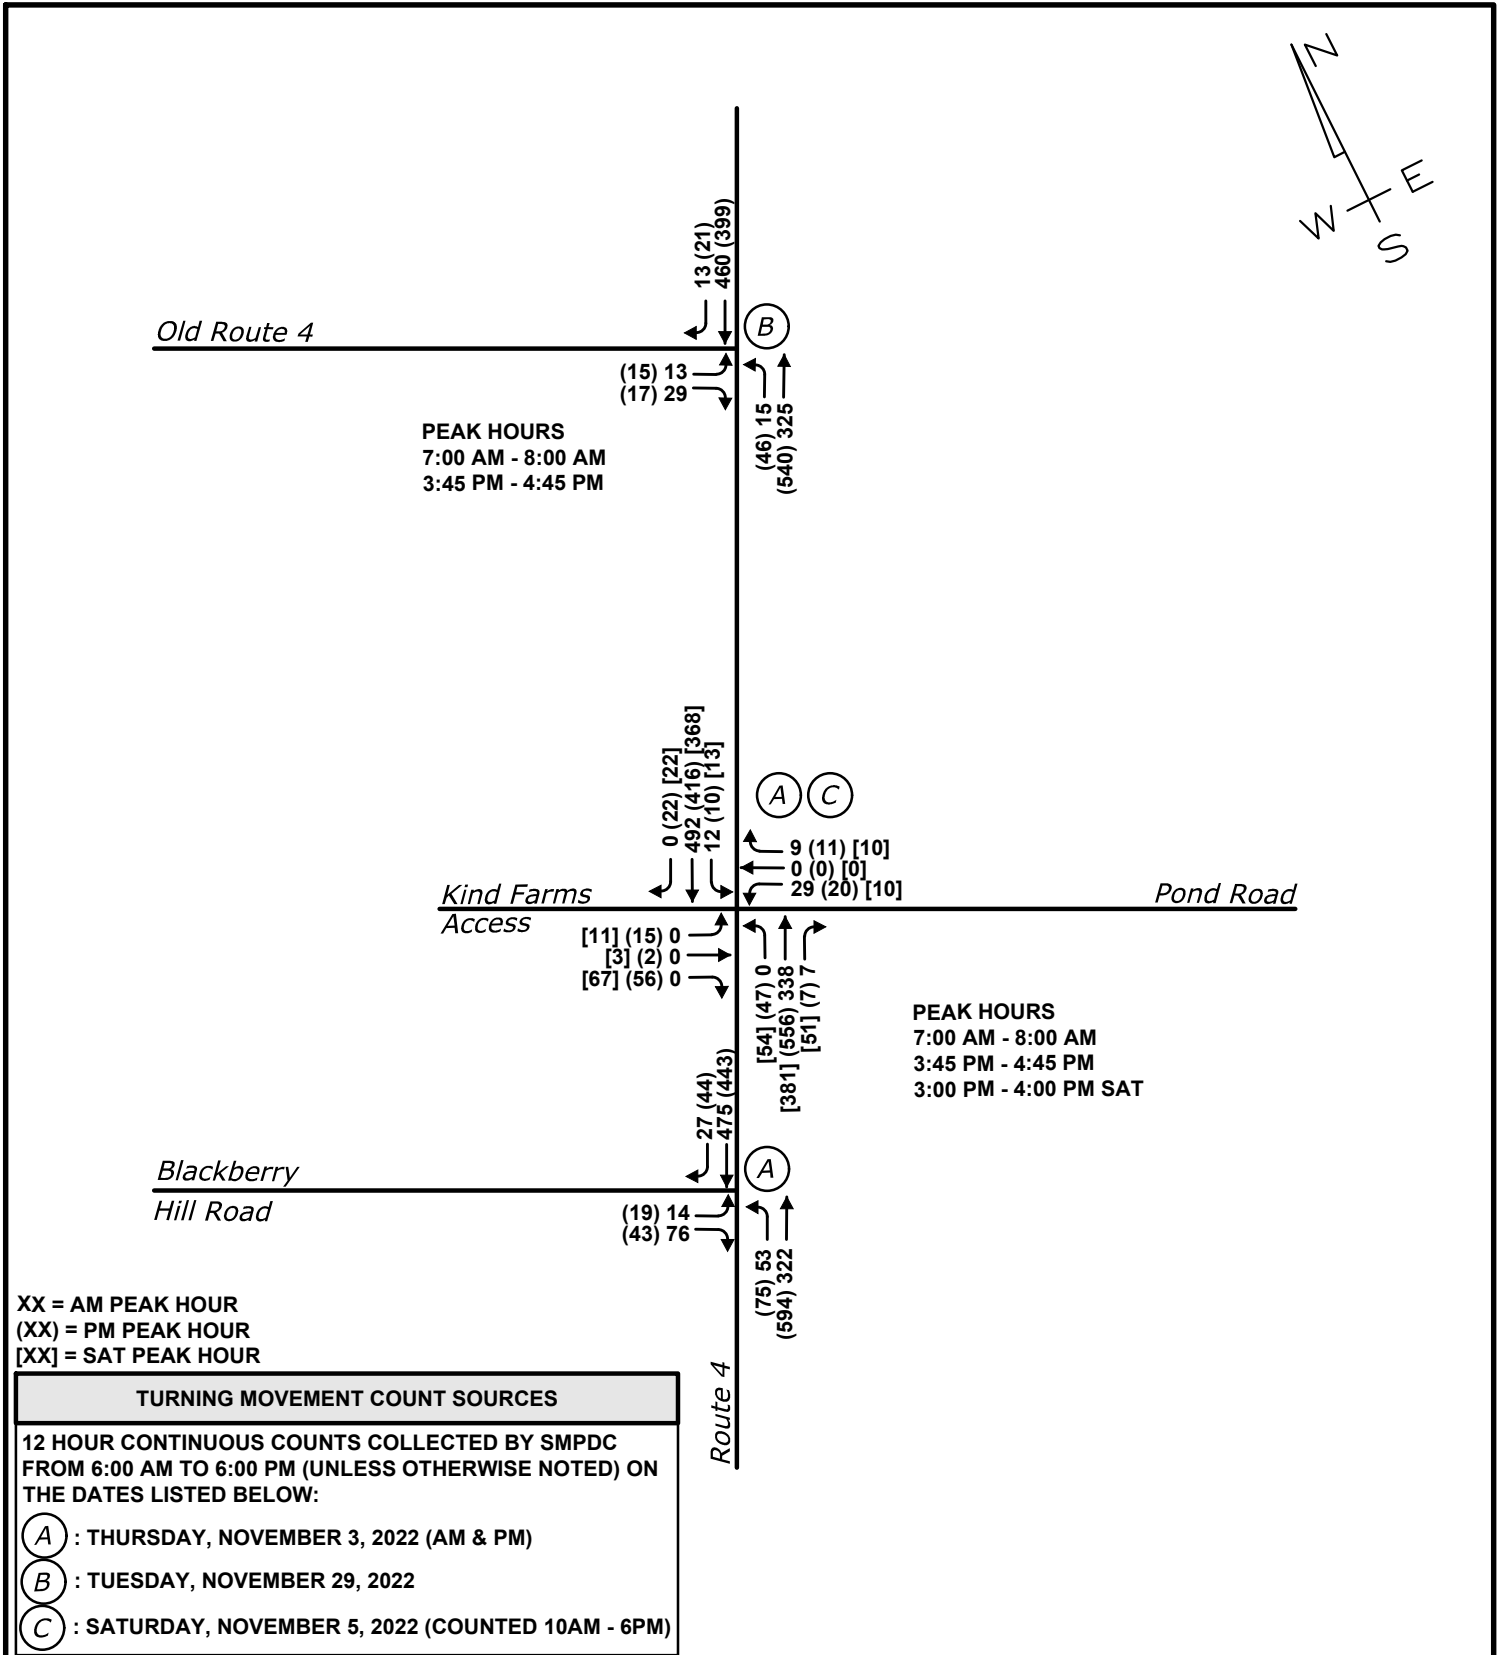 N
W
E
S
13 (21)
460 (399)
Old Route 4
B
(15) 13
(17) 29
(46) 15
(540) 325
PEAK HOURS
7:00 AM - 8:00 AM
3:45 PM - 4:45 PM
0 (22) [22]
492 (416) [368]
12 (10) [13]
A
C
9 (11) [10]
0 (0) [0]
29 (20) [10]
Kind Farms
Access
Pond Road
[11] (15) 0
[3] (2) 0
[67] (56) 0
[54] (47) 0
[381] (556) 338
[51] (7) 7
PEAK HOURS
7:00 AM - 8:00 AM
3:45 PM - 4:45 PM
3:00 PM - 4:00 PM SAT
27 (44)
475 (443)
Blackberry
Hill Road
A
(19) 14
(43) 76
(75) 53
(594) 322
Route 4
XX = AM PEAK HOUR
(XX) = PM PEAK HOUR
[XX] = SAT PEAK HOUR
TURNING MOVEMENT COUNT SOURCES
12 HOUR CONTINUOUS COUNTS COLLECTED BY SMPDC
FROM 6:00 AM TO 6:00 PM (UNLESS OTHERWISE NOTED) ON
THE DATES LISTED BELOW:
A : THURSDAY, NOVEMBER 3, 2022 (AM & PM)
B : TUESDAY, NOVEMBER 29, 2022
C : SATURDAY, NOVEMBER 5, 2022 (COUNTED 10AM - 6PM)